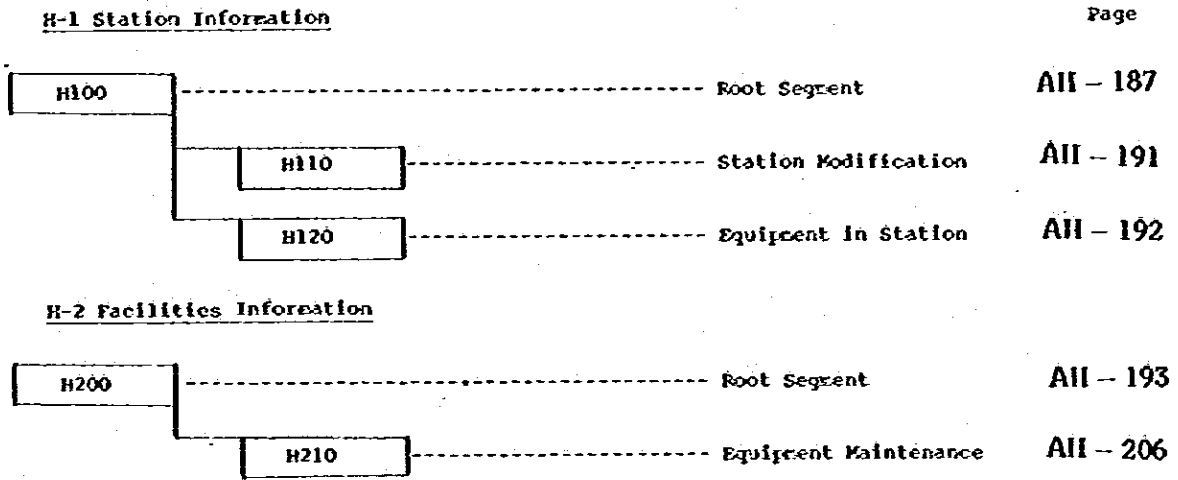 H-1 Station Information Page
H100 Root Segment AII - 187
H110 Station Modification AII - 191
H120 Equipment in Station AII - 192
H-2 Facilities Information
H200 Root Segment AII - 193
H210 Equipment Maintenance AII - 206